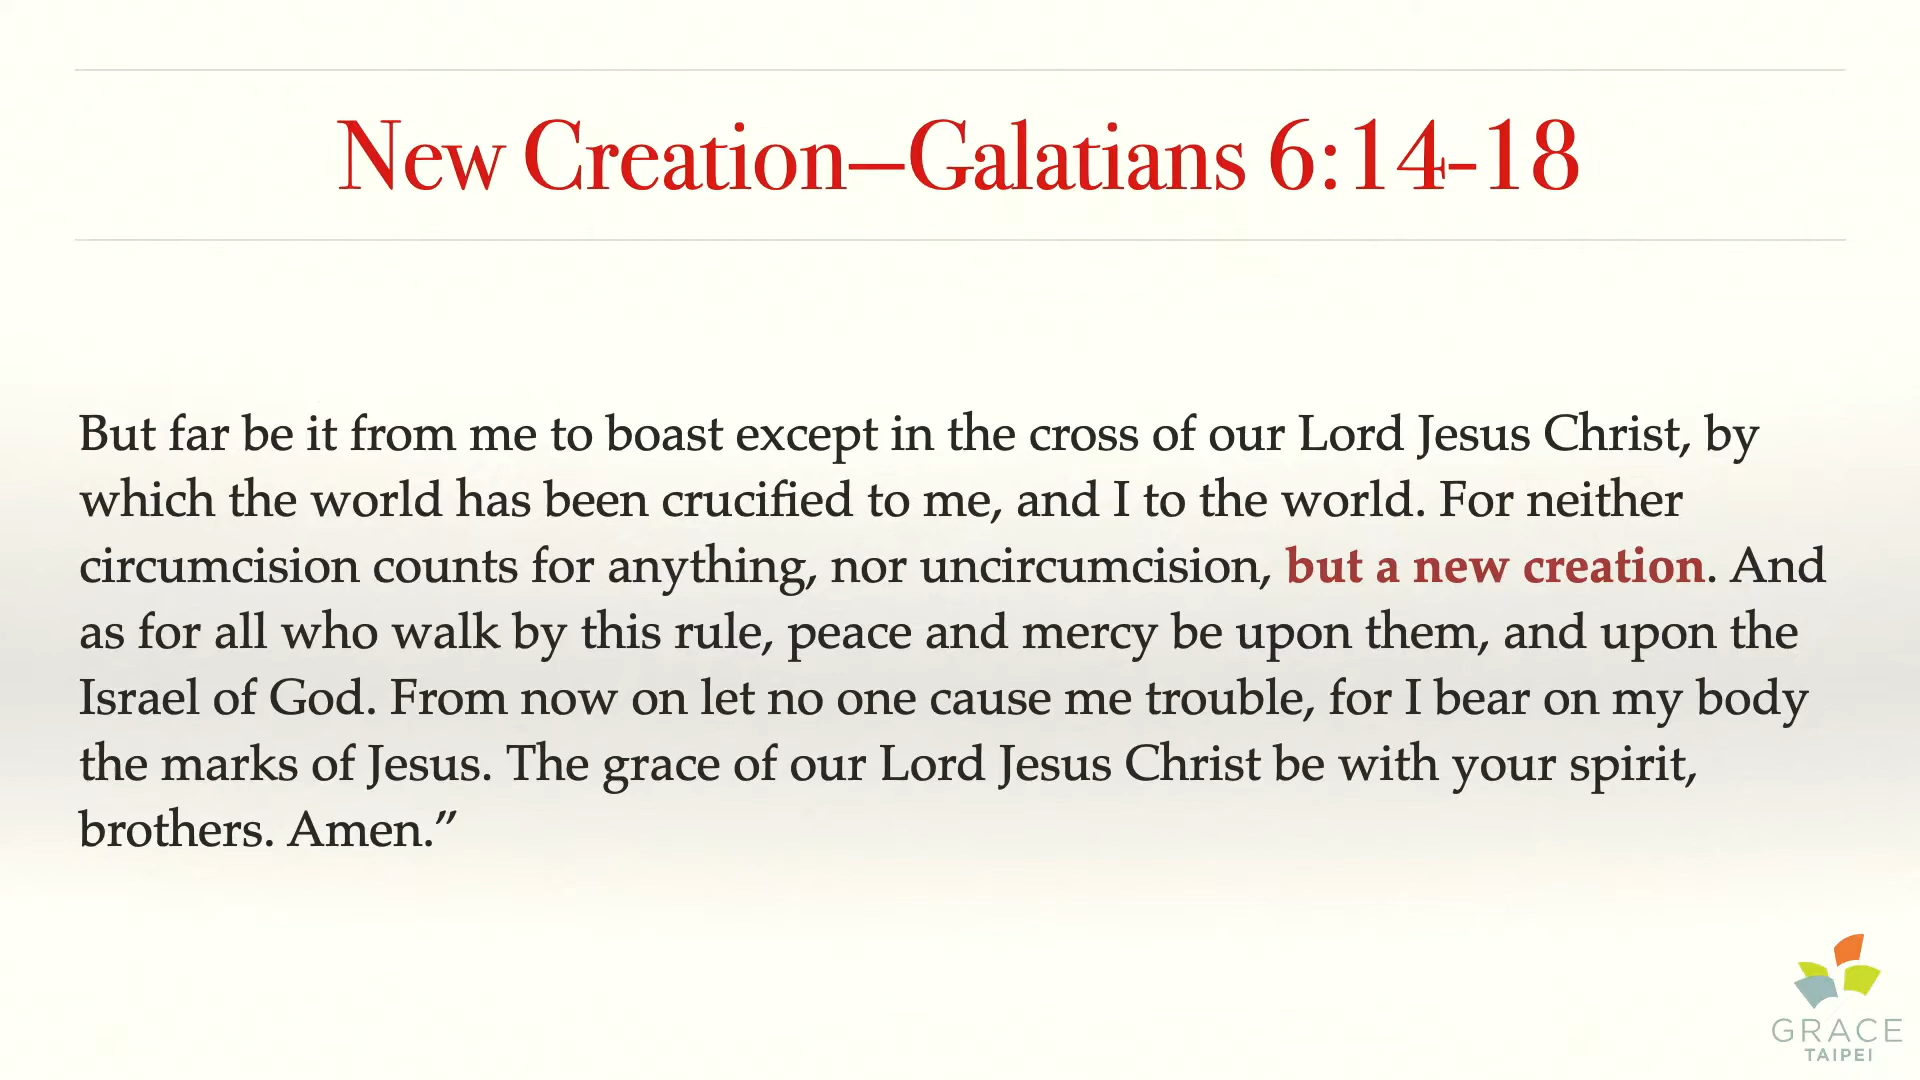 New Creation—Galatians 6:14-18
But far be it from me to boast except in the cross of our Lord Jesus Christ, by
which the world has been crucified to me, and I to the world. For neither
circumcision counts for anything, nor uncircumcision, but a new creation. And
as for all who walk by this rule, peace and mercy be upon them, and upon the
Israel of God. From now on let no one cause me trouble, for I bear on my body
the marks of Jesus. The grace of our Lord Jesus Christ be with your spirit,
brothers. Amen.”
GRACE
TAIPEI